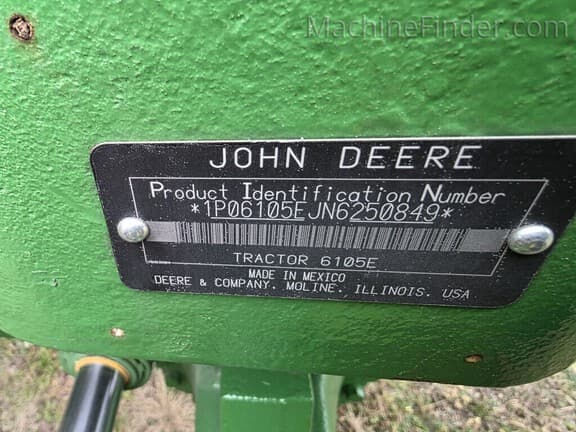 MachineFinder.com
JOHN DEERE
Product Identification Number
*1P06105EJN6250849*
TRACTOR 6105E
MADE IN MEXICO
DEERE & COMPANY. MOLINE. ILLINOIS. USA